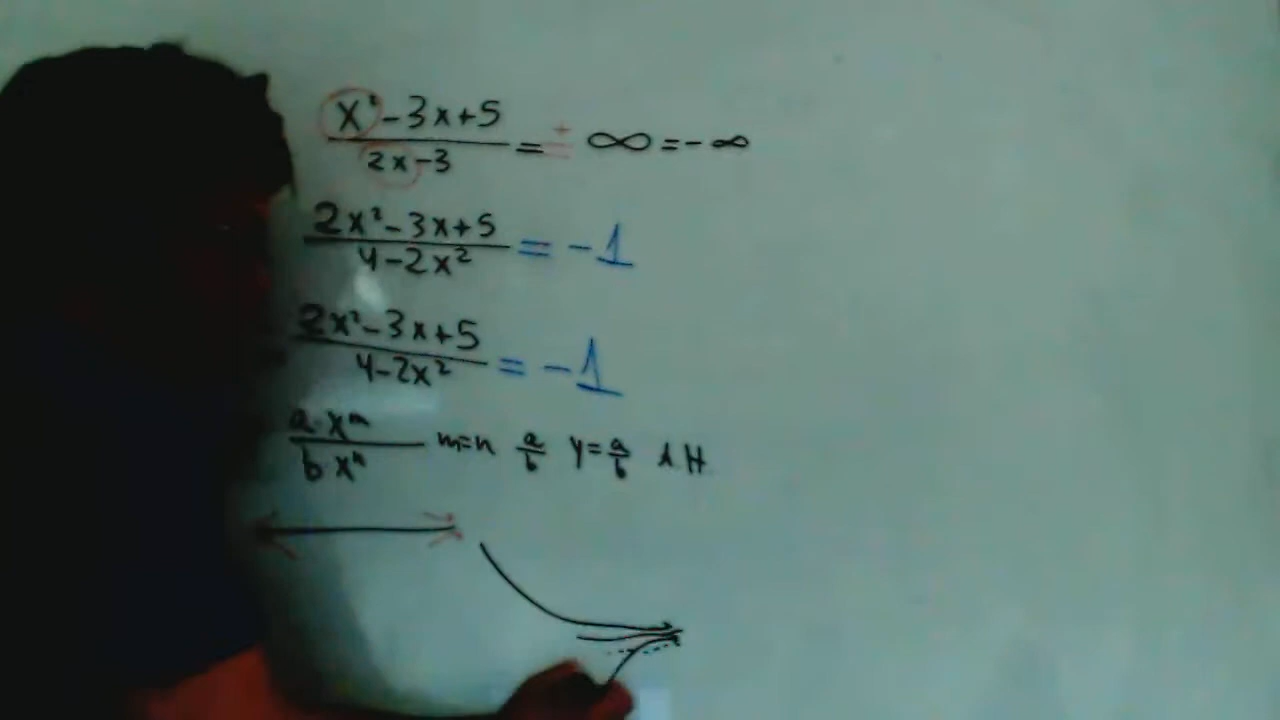 x²-3x+5 / 2x-3 = ± ∞ = -∞
2x²-3x+5 / 4-2x² = -1
2x²-3x+5 / 4-2x² = -1
a·xᵐ / b xⁿ m=n a/b y=a/b A H